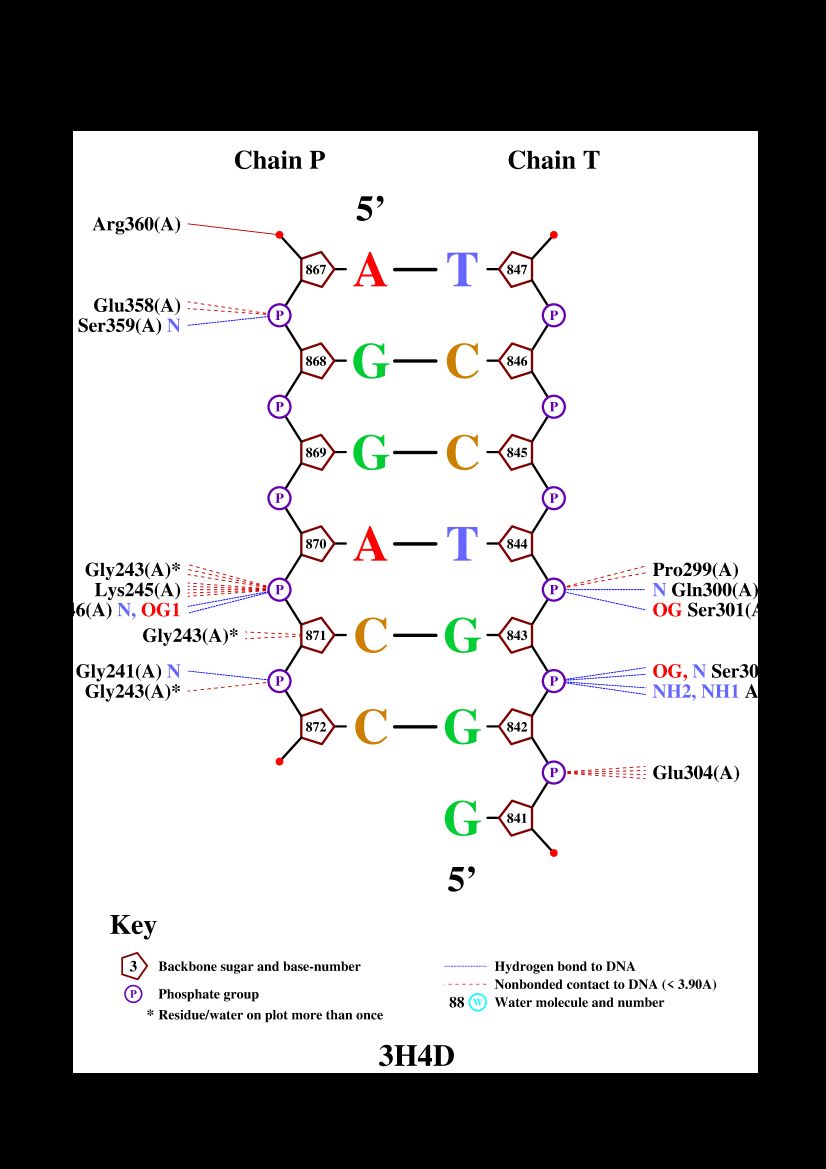 Chain P Chain T
5’
Arg360(A)
867 A T 847
Glu358(A)
P P
Ser359(A) N
868 G C 846
P P
869 G C 845
P P
870 A T 844
Gly243(A)* Pro299(A)
Lys245(A) P P N Gln300(A)
46(A) N, OG1 OG Ser301(A
Gly243(A)* 871 C G 843
Gly241(A) N OG, N Ser30
P P
Gly243(A)* NH2, NH1 A
872 C G 842
P Glu304(A)
G 841
5’
Key
3 Backbone sugar and base-number Hydrogen bond to DNA
Nonbonded contact to DNA (< 3.90A)
P Phosphate group
88 W Water molecule and number
* Residue/water on plot more than once
3H4D